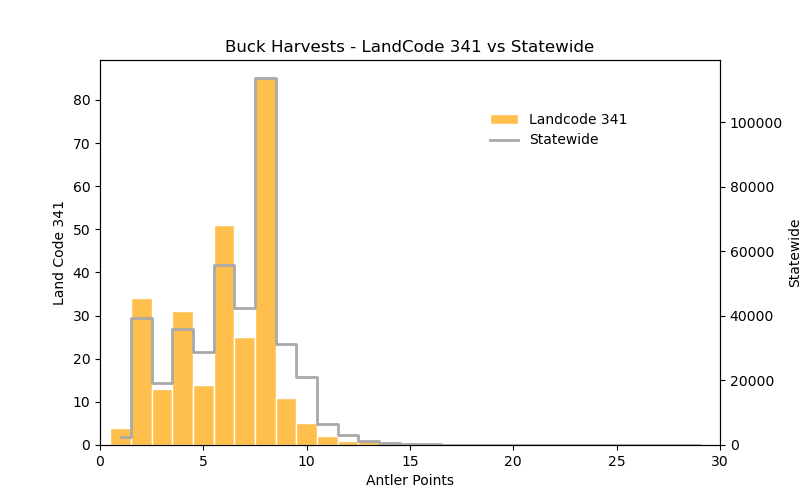 Buck Harvests - LandCode 341 vs Statewide
Land Code 341
80
70
60
50
40
30
20
10
0
Landcode 341
Statewide
100000
80000
60000
40000
20000
0
Statewide
0 5 10 15 20 25 30
Antler Points